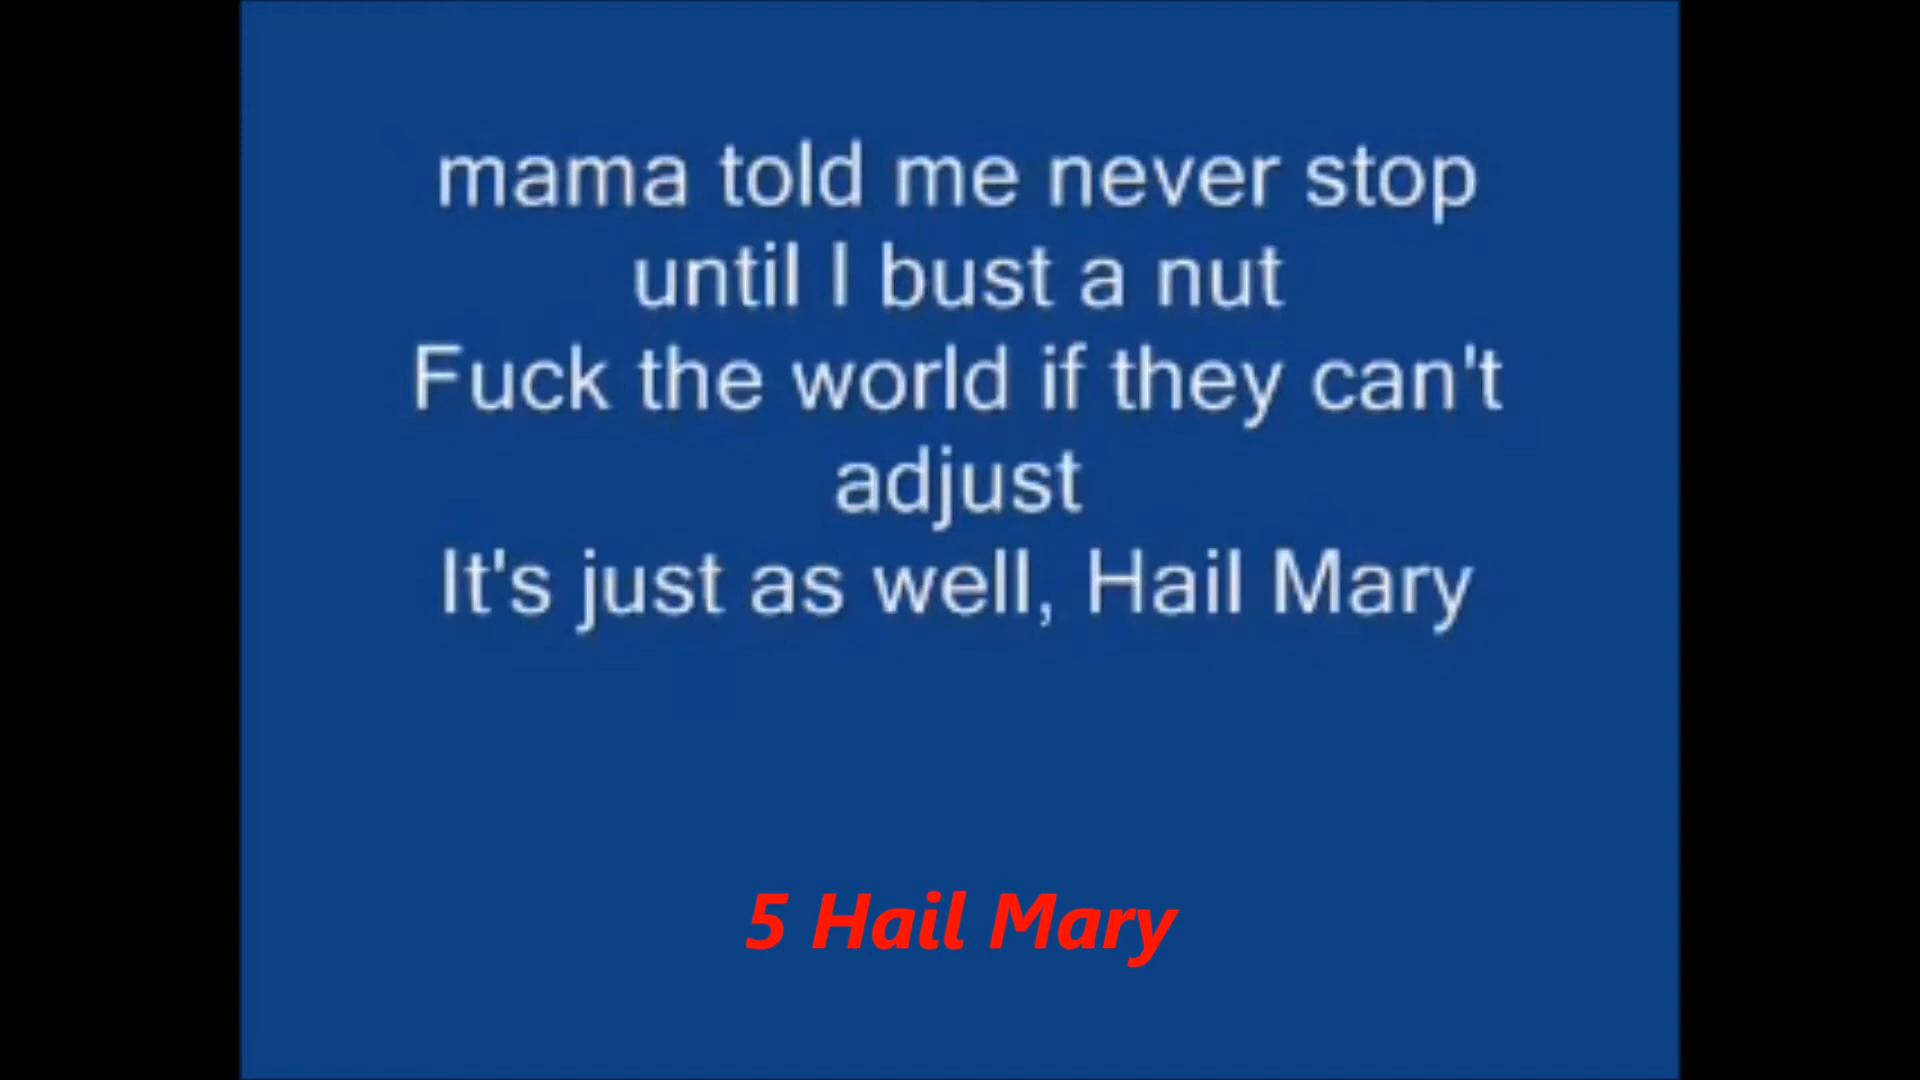 mama told me never stop
until I bust a nut
Fuck the world if they can't
adjust
It's just as well, Hail Mary
5 Hail Mary